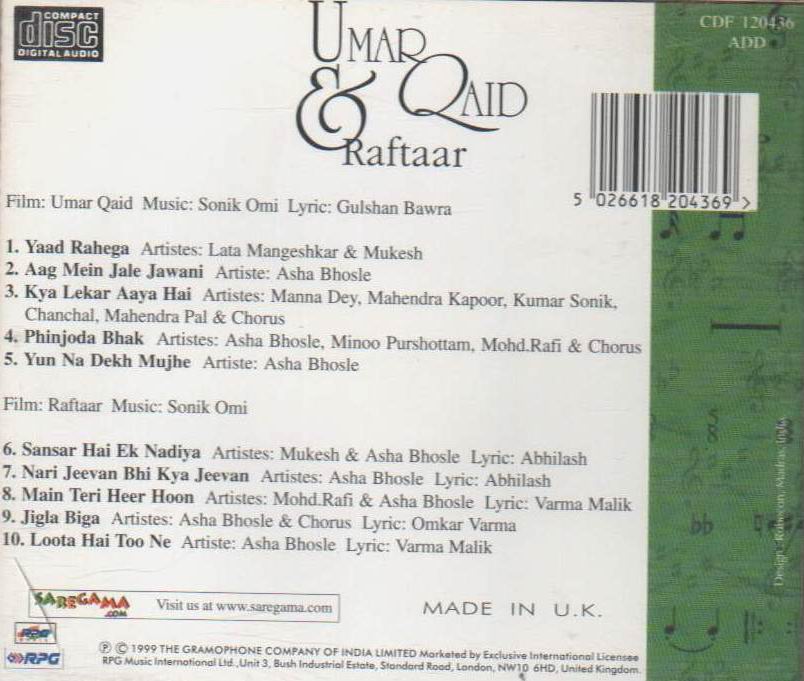 COMPACT
disc
DIGITAL AUDIO
UMAR
& QAID
Raftaar
CDF 120436
ADD
5 026618 204369 >
Film: Umar Qaid Music: Sonik Omi Lyric: Gulshan Bawra
1. Yaad Rahega Artistes: Lata Mangeshkar & Mukesh
2. Aag Mein Jale Jawani Artiste: Asha Bhosle
3. Kya Lekar Aaya Hai Artistes: Manna Dey, Mahendra Kapoor, Kumar Sonik,
Chanchal, Mahendra Pal & Chorus
4. Phinjoda Bhak Artistes: Asha Bhosle, Minoo Purshottam, Mohd.Rafi & Chorus
5. Yun Na Dekh Mujhe Artiste: Asha Bhosle
Film: Raftaar Music: Sonik Omi
6. Sansar Hai Ek Nadiya Artistes: Mukesh & Asha Bhosle Lyric: Abhilash
7. Nari Jeevan Bhi Kya Jeevan Artistes: Asha Bhosle Lyric: Abhilash
8. Main Teri Heer Hoon Artistes: Mohd.Rafi & Asha Bhosle Lyric: Varma Malik
9. Jigla Biga Artistes: Asha Bhosle & Chorus Lyric: Omkar Varma
10. Loota Hai Too Ne Artiste: Asha Bhosle Lyric: Varma Malik
SAREGAMA
.COM
Visit us at www.saregama.com
MADE IN U.K.
RPG
RPG
℗ © 1999 THE GRAMOPHONE COMPANY OF INDIA LIMITED Marketed by Exclusive International Licensee
RPG Music International Ltd.,Unit 3, Bush Industrial Estate, Standard Road, London, NW10 6HD, United Kingdom.
Design : Madras, India